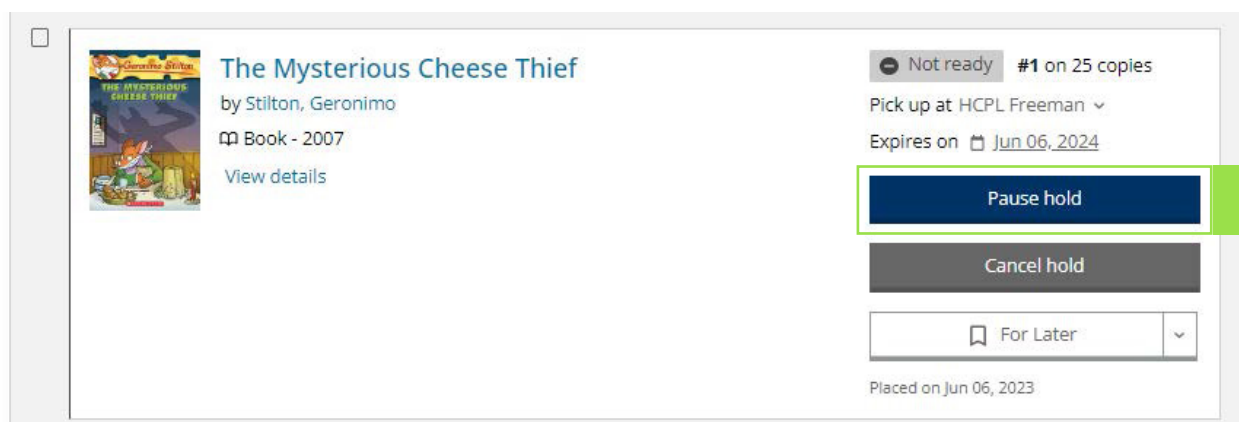 Geronimo Stilton
THE MYSTERIOUS
CHEESE THIEF
SCHOLASTIC
The Mysterious Cheese Thief
by Stilton, Geronimo
Book - 2007
View details
Not ready #1 on 25 copies
Pick up at HCPL Freeman
Expires on Jun 06, 2024
Pause hold
Cancel hold
For Later
Placed on Jun 06, 2023